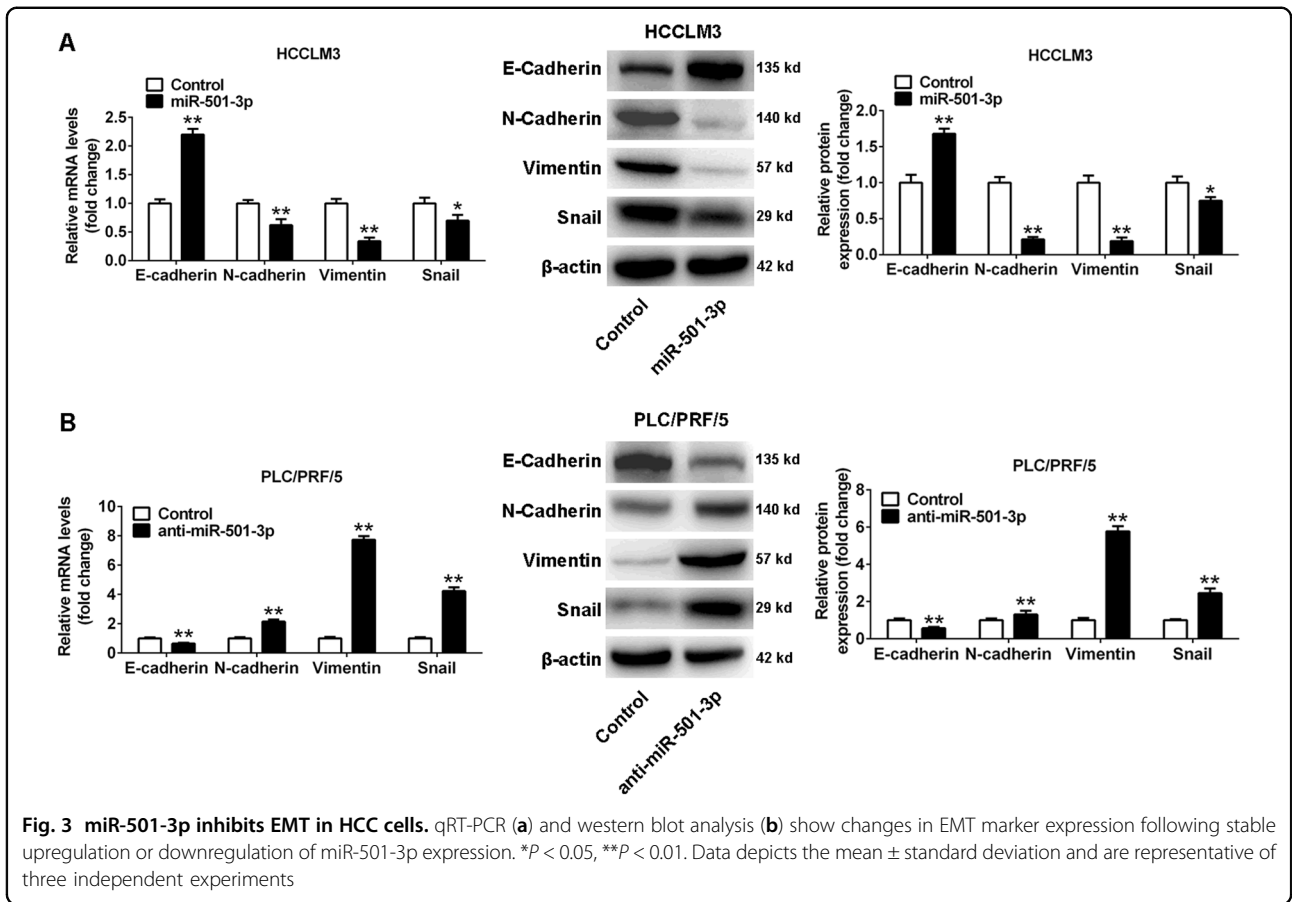 A
HCCLM3
Control
miR-501-3p
Relative mRNA levels
(fold change)
2.5
2.0
1.5
1.0
0.5
0.0
** ** ** *
E-cadherin N-cadherin Vimentin Snail
HCCLM3
E-Cadherin 135 kd
N-Cadherin 140 kd
Vimentin 57 kd
Snail 29 kd
β-actin 42 kd
Control
miR-501-3p
HCCLM3
Control
miR-501-3p
Relative protein
expression (fold change)
2.0
1.5
1.0
0.5
0.0
** ** ** *
E-cadherin N-cadherin Vimentin Snail
B
PLC/PRF/5
Control
anti-miR-501-3p
Relative mRNA levels
(fold change)
10
8
6
4
2
0
** ** ** **
E-cadherin N-cadherin Vimentin Snail
PLC/PRF/5
E-Cadherin 135 kd
N-Cadherin 140 kd
Vimentin 57 kd
Snail 29 kd
β-actin 42 kd
Control
anti-miR-501-3p
PLC/PRF/5
Control
anti-miR-501-3p
Relative protein
expression (fold change)
8
6
4
2
0
** ** ** **
E-cadherin N-cadherin Vimentin Snail
Fig. 3 miR-501-3p inhibits EMT in HCC cells. qRT-PCR (a) and western blot analysis (b) show changes in EMT marker expression following stable
upregulation or downregulation of miR-501-3p expression. *P < 0.05, **P < 0.01. Data depicts the mean ± standard deviation and are representative of
three independent experiments